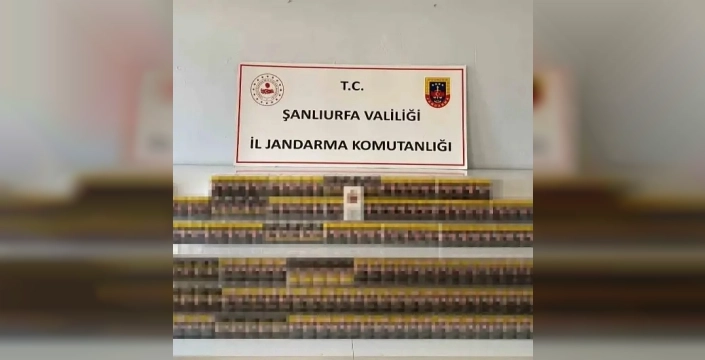 T.C.
ŞANLIURFA VALİLİĞİ
İL JANDARMA KOMUTANLIĞI